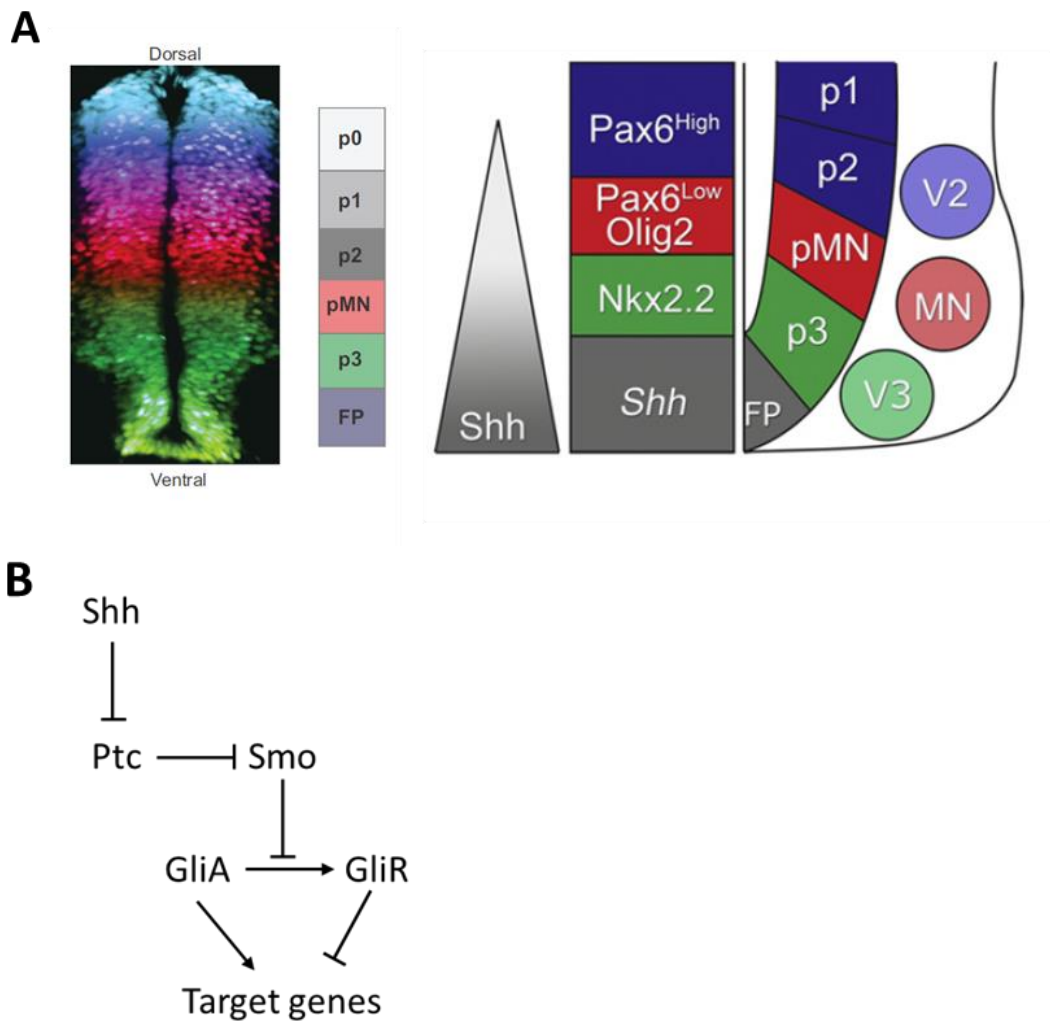 A
Dorsal
Ventral
p0
p1
p2
pMN
p3
FP
Shh
Pax6High
Pax6Low
Olig2
Nkx2.2
Shh
p1
p2
pMN
p3
FP
V2
MN
V3
B
Shh
Ptc Smo
GliA GliR
Target genes